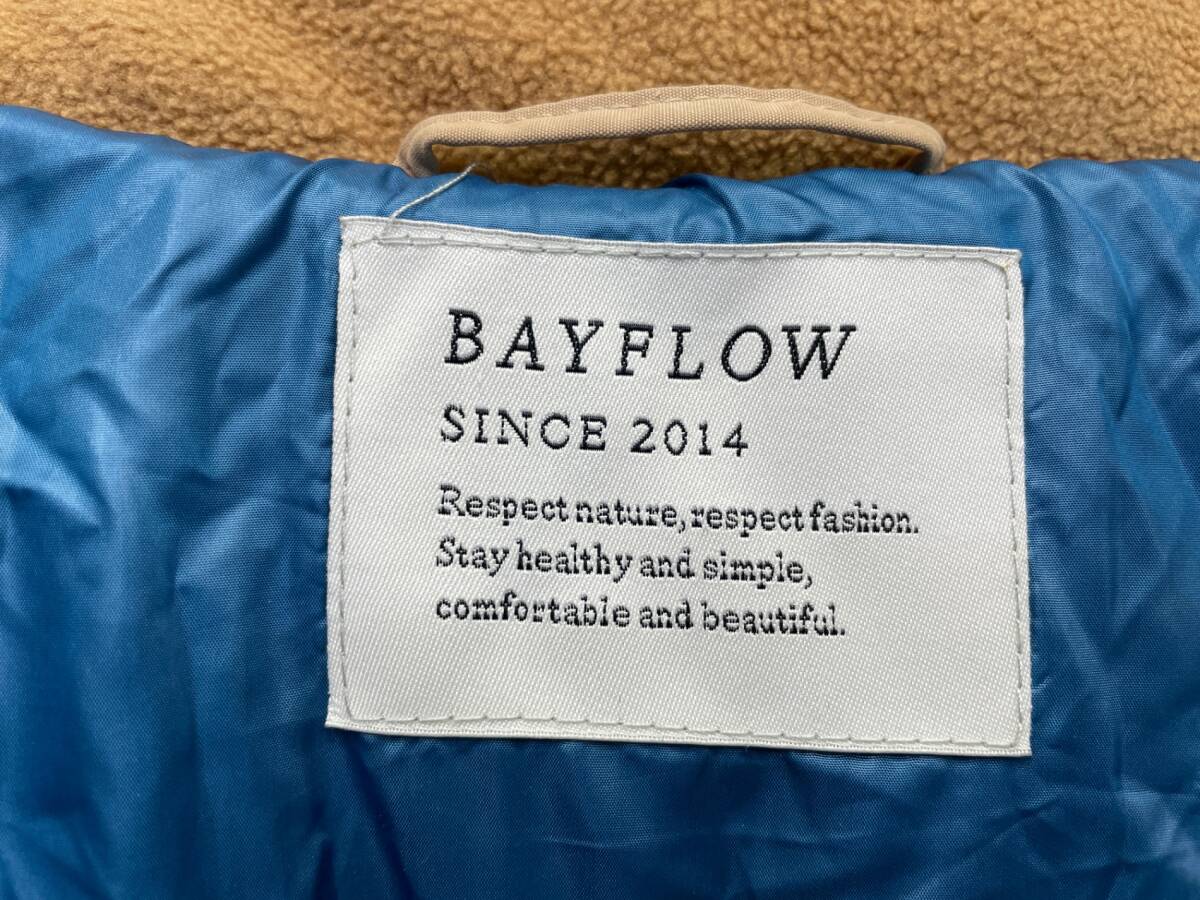 BAYFLOW
SINCE 2014
Respect nature, respect fashion.
Stay healthy and simple,
comfortable and beautiful.